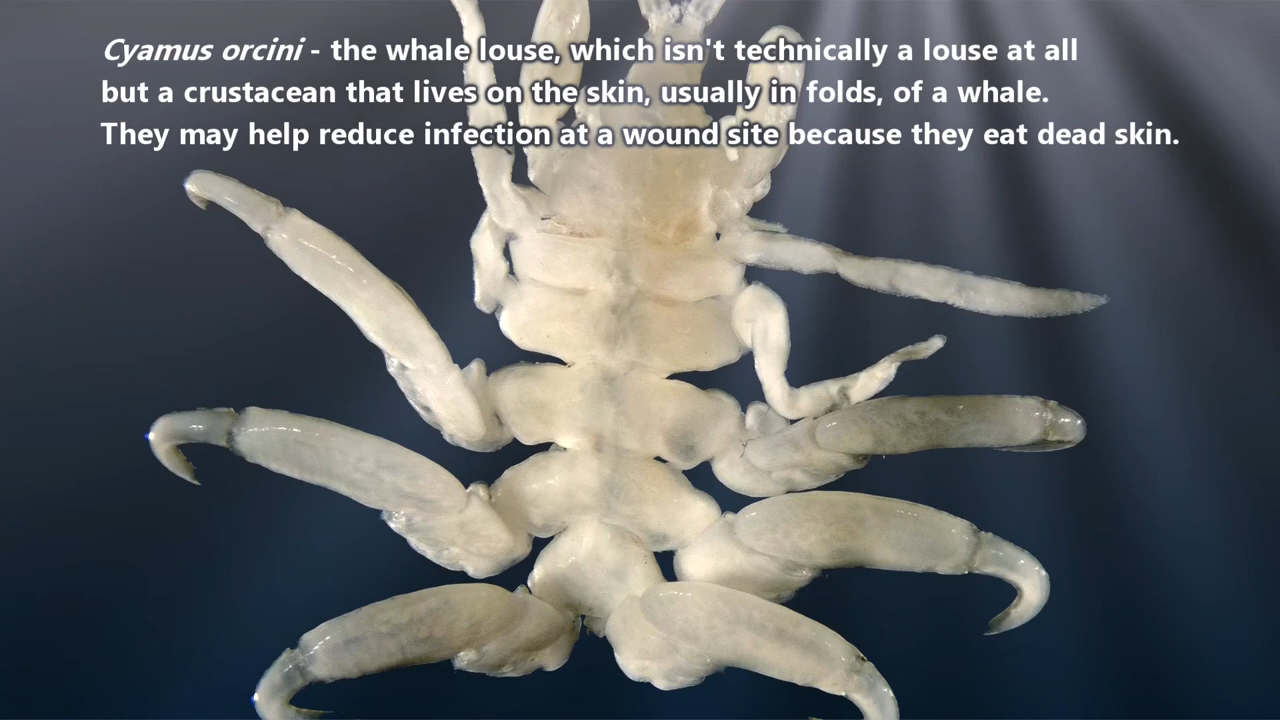 Cyamus orcini - the whale louse, which isn't technically a louse at all
but a crustacean that lives on the skin, usually in folds, of a whale.
They may help reduce infection at a wound site because they eat dead skin.